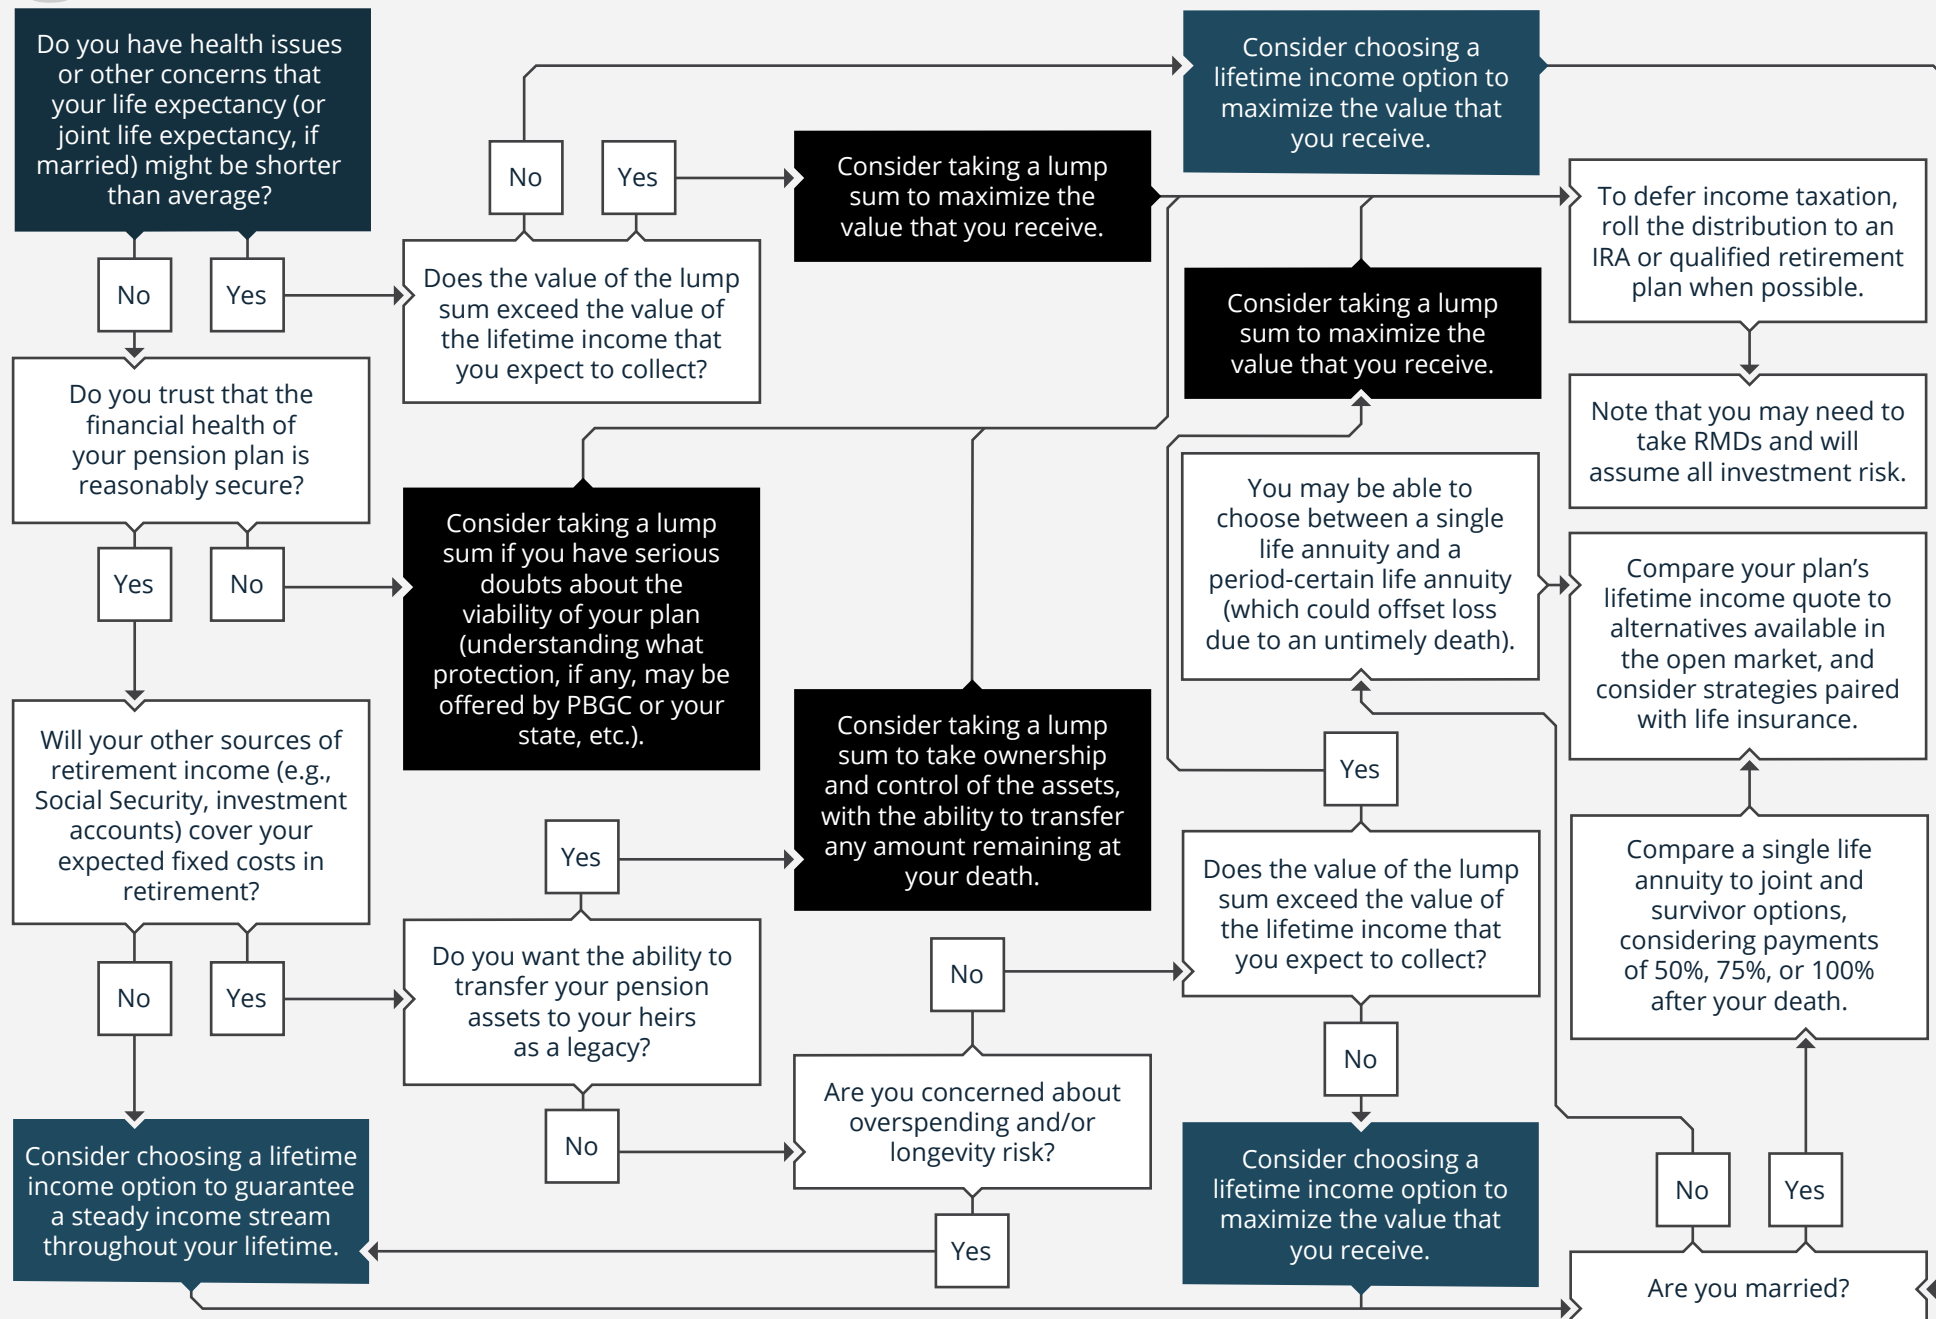 Do you have health issues
or other concerns that
your life expectancy (or
joint life expectancy, if
married) might be shorter
than average?
No
Yes
Does the value of the lump
sum exceed the value of
the lifetime income that
you expect to collect?
No
Yes
Consider taking a lump
sum to maximize the
value that you receive.
Consider choosing a
lifetime income option to
maximize the value that
you receive.
To defer income taxation,
roll the distribution to an
IRA or qualified retirement
plan when possible.
Note that you may need to
take RMDs and will
assume all investment risk.
Do you trust that the
financial health of
your pension plan is
reasonably secure?
Yes
No
Consider taking a lump
sum if you have serious
doubts about the
viability of your plan
(understanding what
protection, if any, may be
offered by PBGC or your
state, etc.).
Will your other sources of
retirement income (e.g.,
Social Security, investment
accounts) cover your
expected fixed costs in
retirement?
No
Yes
Do you want the ability to
transfer your pension
assets to your heirs
as a legacy?
Yes
No
Consider taking a lump
sum to take ownership
and control of the assets,
with the ability to transfer
any amount remaining at
your death.
Are you concerned about
overspending and/or
longevity risk?
No
Yes
Consider choosing a lifetime
income option to guarantee
a steady income stream
throughout your lifetime.
Does the value of the lump
sum exceed the value of
the lifetime income that
you expect to collect?
Yes
No
Consider taking a lump
sum to maximize the
value that you receive.
Consider choosing a
lifetime income option to
maximize the value that
you receive.
Are you married?
No
Yes
You may be able to
choose between a single
life annuity and a
period-certain life annuity
(which could offset loss
due to an untimely death).
Compare a single life
annuity to joint and
survivor options,
considering payments
of 50%, 75%, or 100%
after your death.
Compare your plan’s
lifetime income quote to
alternatives available in
the open market, and
consider strategies paired
with life insurance.